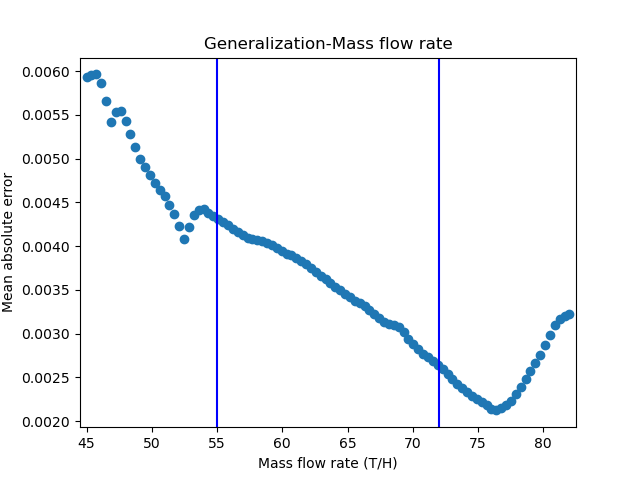 Generalization-Mass flow rate
Mean absolute error
0.0060
0.0055
0.0050
0.0045
0.0040
0.0035
0.0030
0.0025
0.0020
45 50 55 60 65 70 75 80
Mass flow rate (T/H)